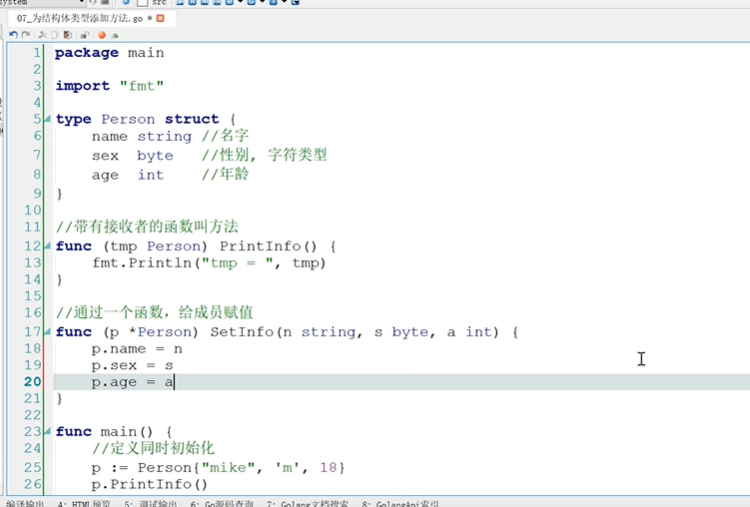 system
src
07_为结构体类型添加方法.go *
1 package main
2
3 import "fmt"
4
5 type Person struct {
6 name string //名字
7 sex byte //性别, 字符类型
8 age int //年龄
9 }
10
11 //带有接收者的函数叫方法
12 func (tmp Person) PrintInfo() {
13 fmt.Println("tmp = ", tmp)
14 }
15
16 //通过一个函数，给成员赋值
17 func (p *Person) SetInfo(n string, s byte, a int) {
18 p.name = n
19 p.sex = s
20 p.age = a
21 }
22
23 func main() {
24 //定义同时初始化
25 p := Person{"mike", 'm', 18}
26 p.PrintInfo()
编译输出 4: HTML预览 5: 调试输出 6: Go源码查询 7: Golang文档搜索 8: GolangApi索引